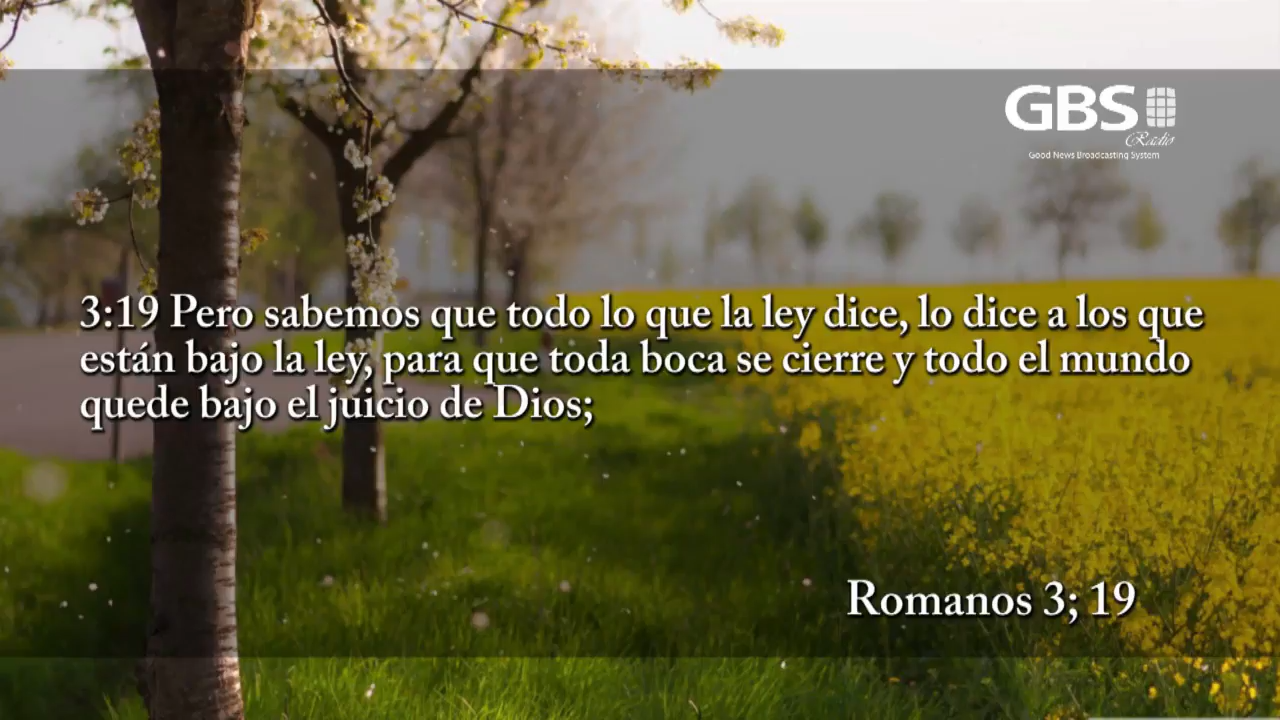 GBS
Radio
Good News Broadcasting System
3:19 Pero sabemos que todo lo que la ley dice, lo dice a los que
están bajo la ley, para que toda boca se cierre y todo el mundo
quede bajo el juicio de Dios;
Romanos 3; 19